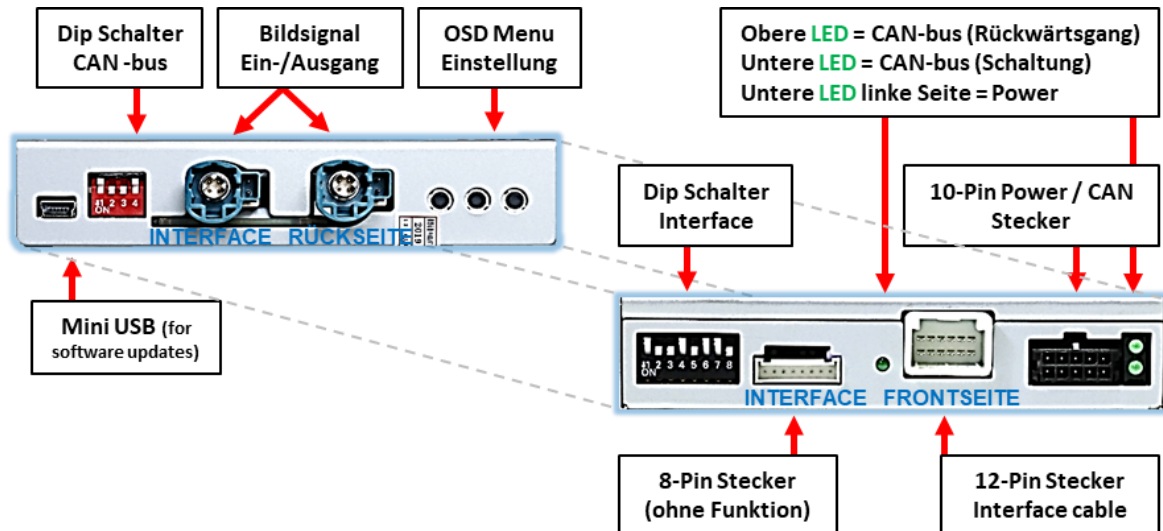 Dip Schalter
CAN -bus
Bildsignal
Ein-/Ausgang
OSD Menu
Einstellung
Obere LED = CAN-bus (Rückwärtsgang)
Untere LED = CAN-bus (Schaltung)
Untere LED linke Seite = Power
1 2 3 4
ON
INTERFACE RÜCKSEITE
2019
Mini USB (for
software updates)
Dip Schalter
Interface
10-Pin Power / CAN
Stecker
1 2 3 4 5 6 7 8
ON
INTERFACE FRONTSEITE
8-Pin Stecker
(ohne Funktion)
12-Pin Stecker
Interface cable